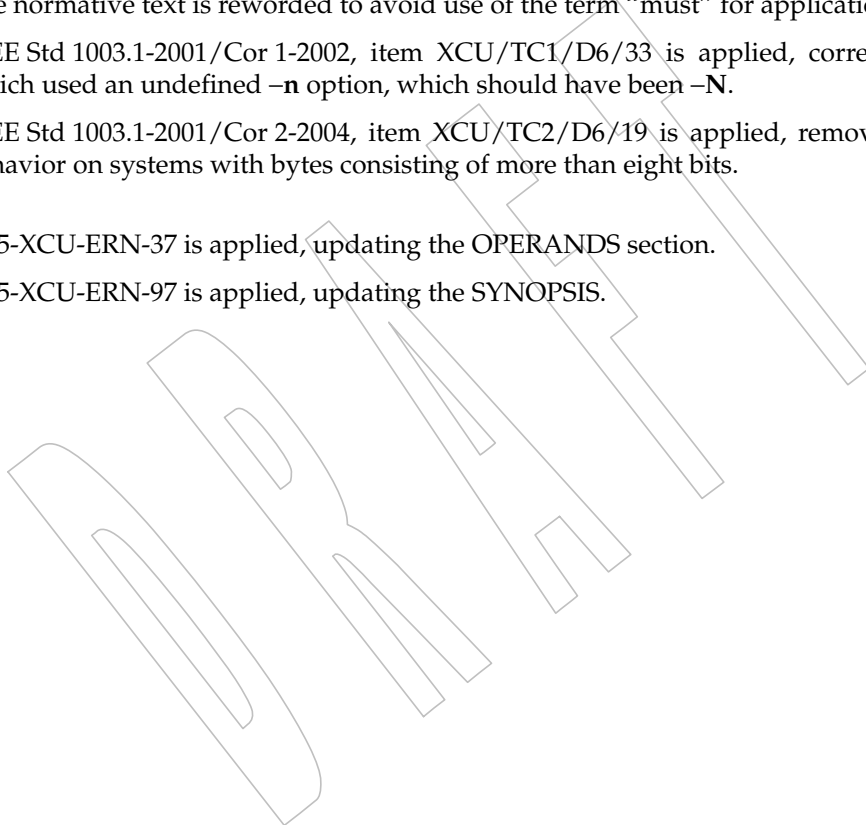 e normative text is reworded to avoid use of the term “must” for applicatio
EE Std 1003.1-2001/Cor 1-2002, item XCU/TC1/D6/33 is applied, corre
ich used an undefined –n option, which should have been –N.
EE Std 1003.1-2001/Cor 2-2004, item XCU/TC2/D6/19 is applied, remov
havior on systems with bytes consisting of more than eight bits.
5-XCU-ERN-37 is applied, updating the OPERANDS section.
5-XCU-ERN-97 is applied, updating the SYNOPSIS.
DRAFT